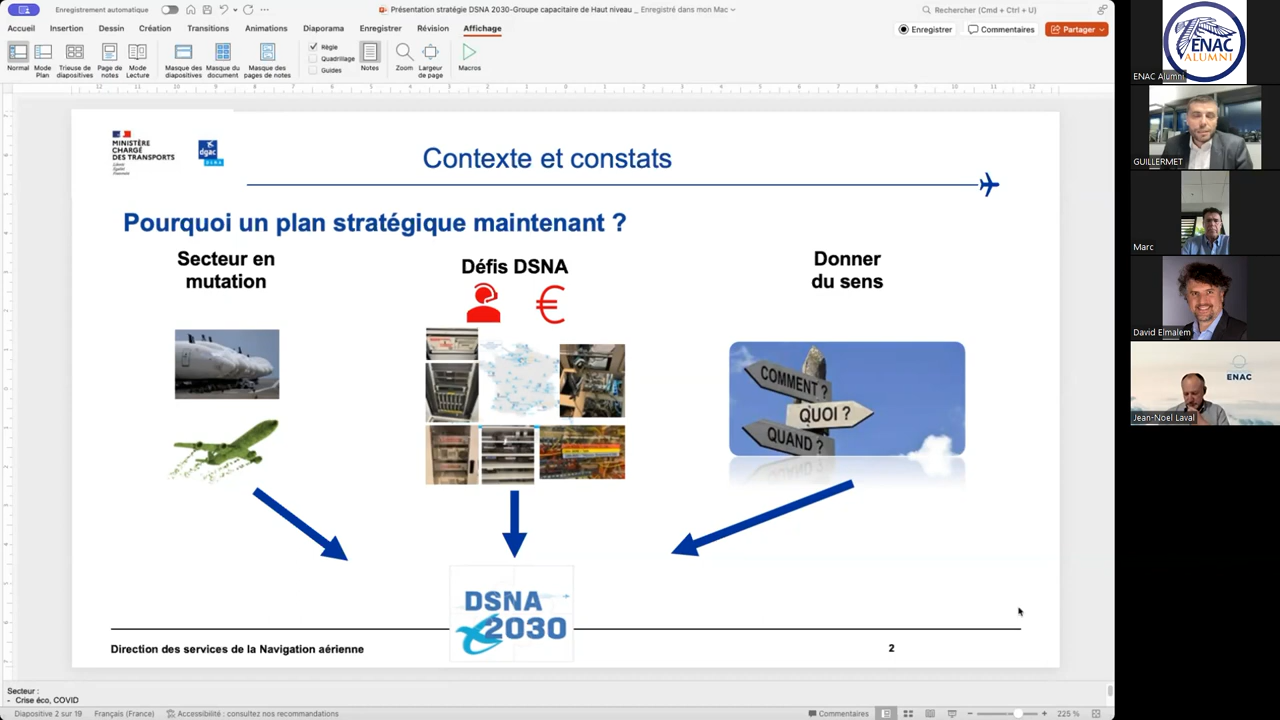 Enregistrement automatique
Présentation stratégie DSNA 2030-Groupe capacitaire de Haut niveau _ Enregistré dans mon Mac
Rechercher (Cmd + Ctrl + U)
Accueil Insertion Dessin Création Transitions Animations Diaporama Enregistrer Révision Affichage
Enregistrer Commentaires Partager
Normal
Mode Plan
Trieuse de diapositives
Page de notes
Mode Lecture
Masque des diapositives
Masque du document
Masque des pages de notes
Règle
Quadrillage
Guides
Notes
Zoom
Largeur de page
Macros
MINISTÈRE
CHARGÉ
DES TRANSPORTS
Liberté
Égalité
Fraternité
dgac
DSNA
Contexte et constats
Pourquoi un plan stratégique maintenant ?
Secteur en
mutation
Défis DSNA
€
Donner
du sens
COMMENT ?
QUOI ?
QUAND ?
DSNA
2030
Direction des services de la Navigation aérienne
2
Secteur :
- Crise éco, COVID
Diapositive 2 sur 19 Français (France) Accessibilité : consultez nos recommandations
Commentaires
225 %
ENAC
ALUMNI
ENAC Alumni
GUILLERMET
Marc
David Elmalem
ENAC
Jean-Noel Laval